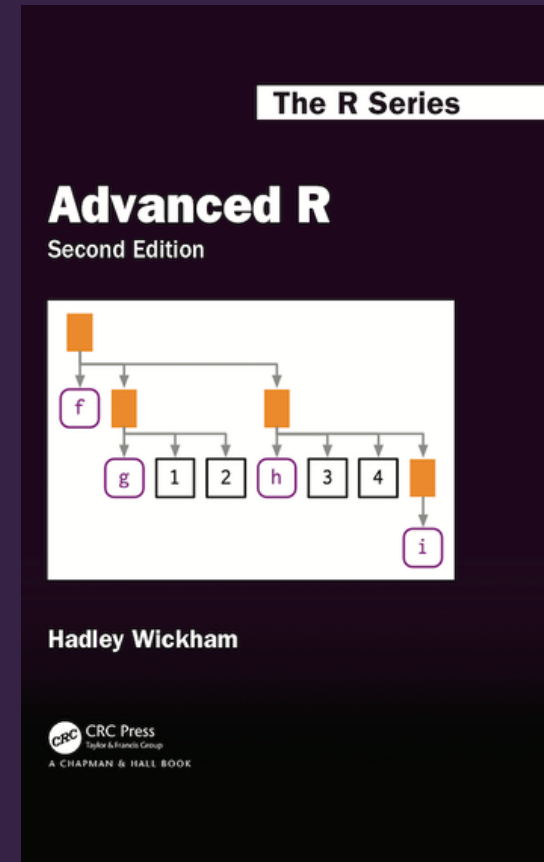 The R Series
Advanced R
Second Edition
f
g 1 2 h 3 4
i
Hadley Wickham
CRC CRC Press
Taylor & Francis Group
A CHAPMAN & HALL BOOK